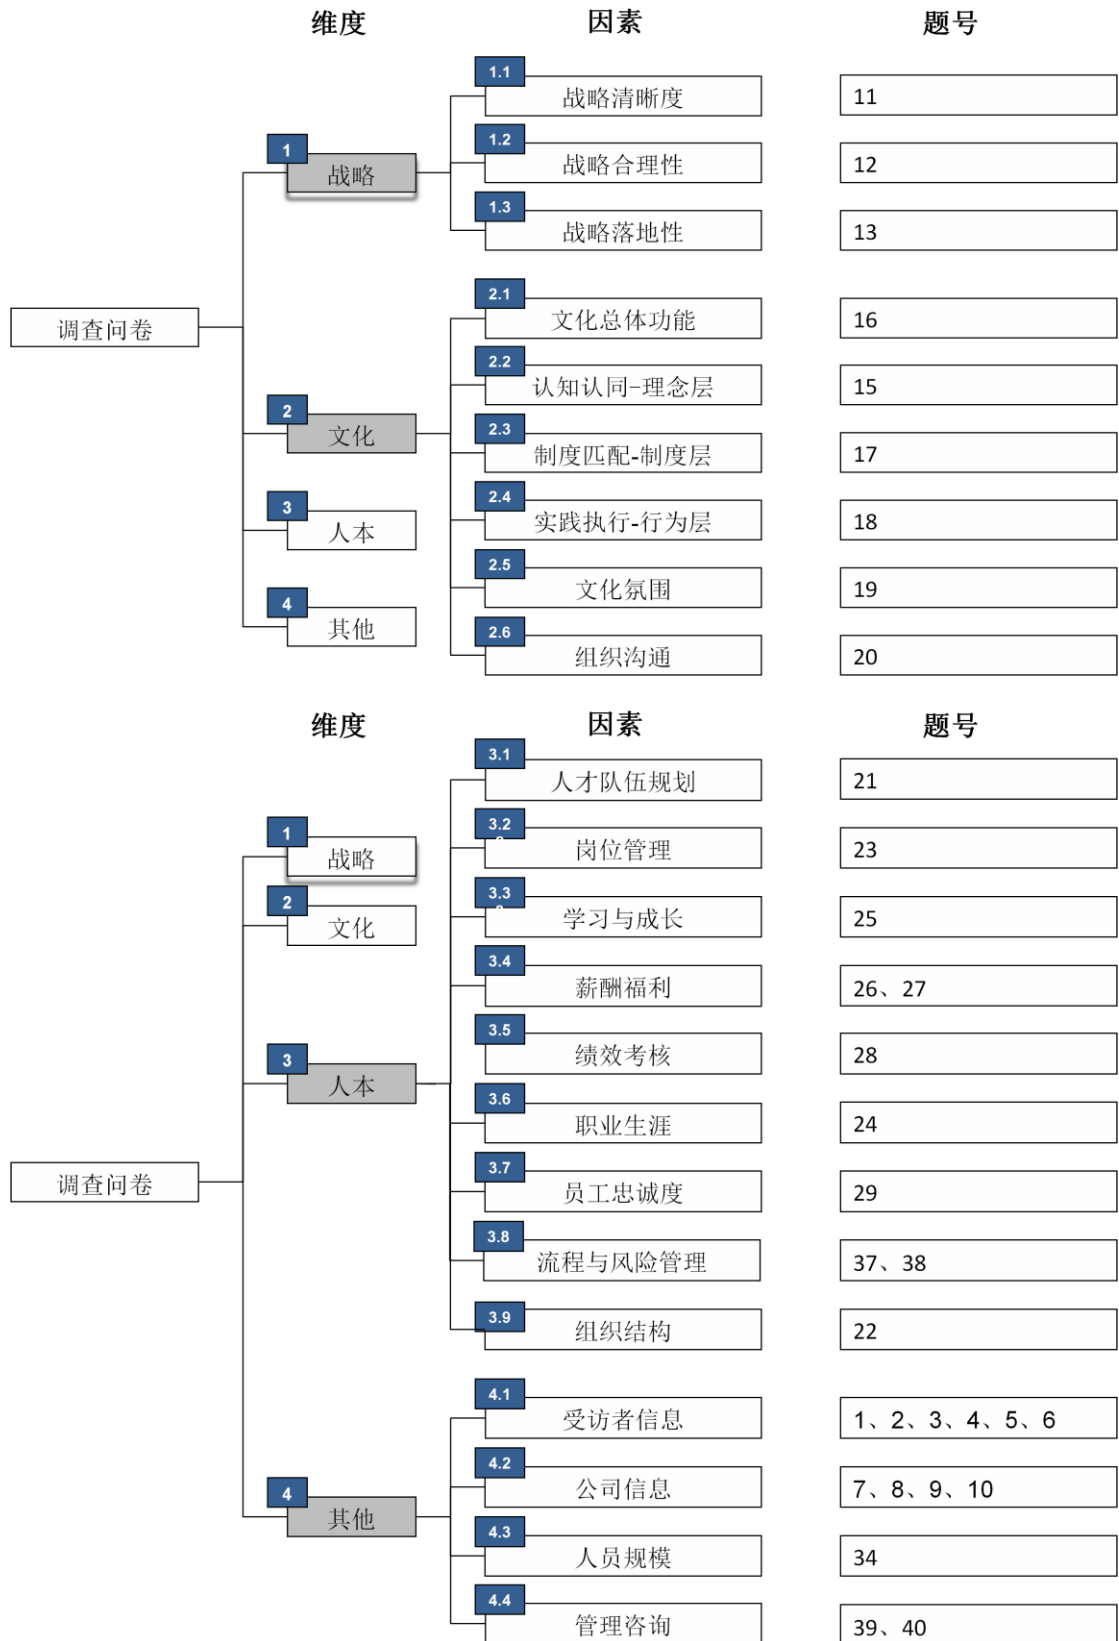 维度 因素 题号
1.1
战略清晰度 11
1
战略
1.2
战略合理性 12
1.3
战略落地性 13
调查问卷
2.1
文化总体功能 16
2.2
认知认同-理念层 15
2
文化
2.3
制度匹配-制度层 17
3
人本
2.4
实践执行-行为层 18
2.5
文化氛围 19
4
其他
2.6
组织沟通 20
维度 因素 题号
3.1
人才队伍规划 21
1
战略
3.2
岗位管理 23
2
文化
3.3
学习与成长 25
3.4
薪酬福利 26、27
3
人本
3.5
绩效考核 28
3.6
职业生涯 24
调查问卷
3.7
员工忠诚度 29
3.8
流程与风险管理 37、38
3.9
组织结构 22
4.1
受访者信息 1、2、3、4、5、6
4
其他
4.2
公司信息 7、8、9、10
4.3
人员规模 34
4.4
管理咨询 39、40